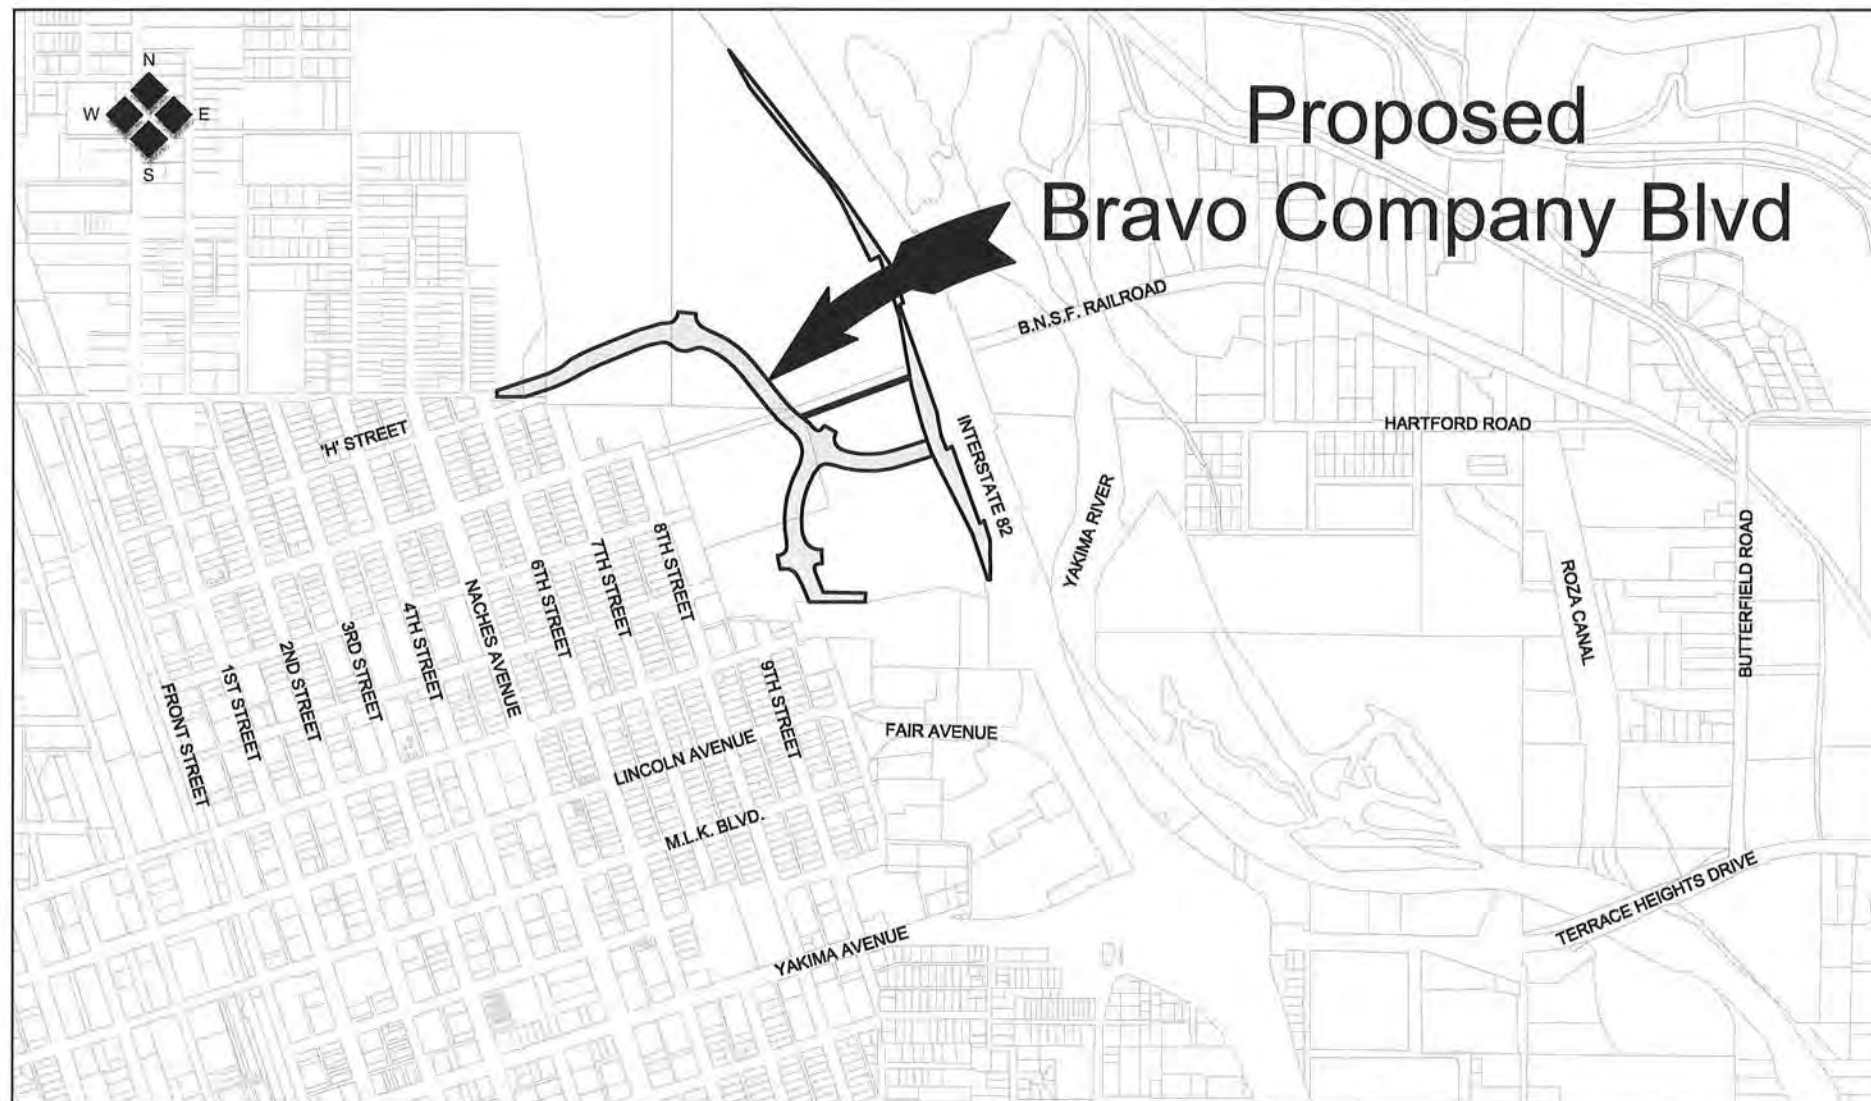 N
W
E
S
Proposed
Bravo Company Blvd
B.N.S.F. RAILROAD
'H' STREET
HARTFORD ROAD
INTERSTATE 82
YAKIMA RIVER
8TH STREET
7TH STREET
6TH STREET
NACHES AVENUE
4TH STREET
3RD STREET
2ND STREET
1ST STREET
FRONT STREET
9TH STREET
ROZA CANAL
BUTTERFIELD ROAD
FAIR AVENUE
LINCOLN AVENUE
M.L.K. BLVD.
YAKIMA AVENUE
TERRACE HEIGHTS DRIVE